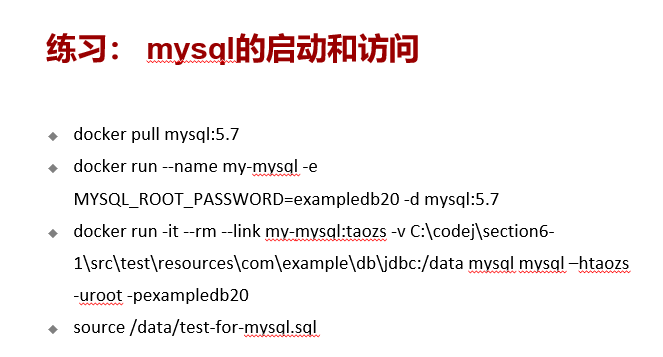 练习： mysql的启动和访问
docker pull mysql:5.7
docker run --name my-mysql -e
MYSQL_ROOT_PASSWORD=exampledb20 -d mysql:5.7
docker run -it --rm --link my-mysql:taozs -v C:\codej\section6-
1\src\test\resources\com\example\db\jdbc:/data mysql mysql –htaozs
-uroot -pexampledb20
source /data/test-for-mysql.sql